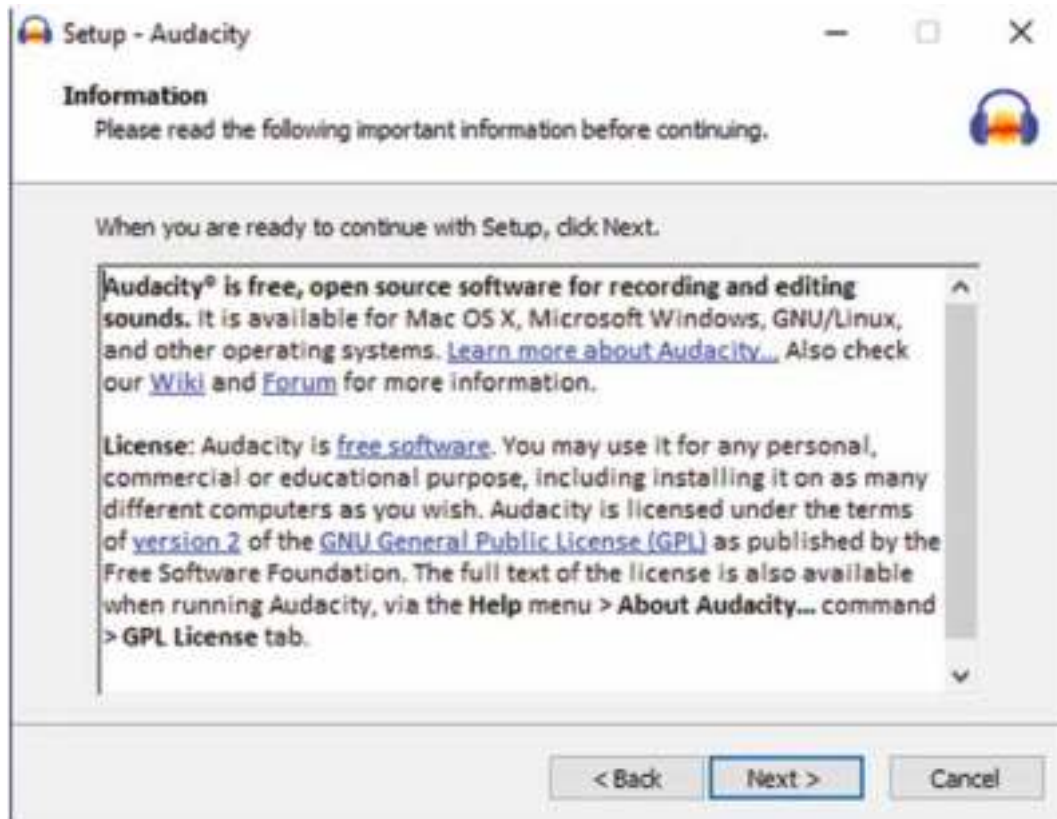 Setup - Audacity
Information
Please read the following important information before continuing.
When you are ready to continue with Setup, click Next.
Audacity® is free, open source software for recording and editing
sounds. It is available for Mac OS X, Microsoft Windows, GNU/Linux,
and other operating systems. Learn more about Audacity... Also check
our Wiki and Forum for more information.
License: Audacity is free software. You may use it for any personal,
commercial or educational purpose, including installing it on as many
different computers as you wish. Audacity is licensed under the terms
of version 2 of the GNU General Public License (GPL) as published by the
Free Software Foundation. The full text of the license is also available
when running Audacity, via the Help menu > About Audacity... command
> GPL License tab.
< Back
Next >
Cancel